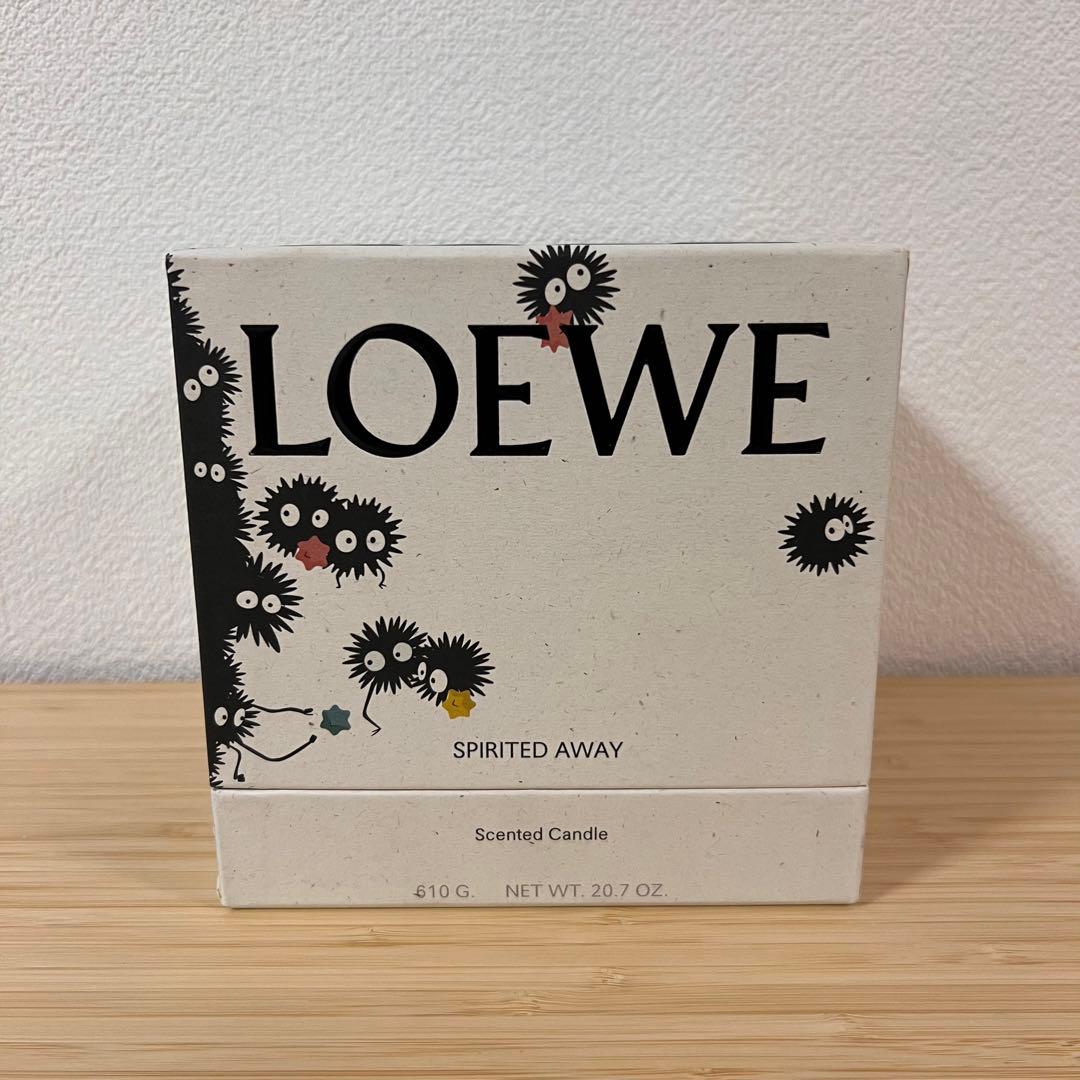 LOEWE
SPIRITED AWAY
Scented Candle
610 G. NET WT. 20.7 OZ.